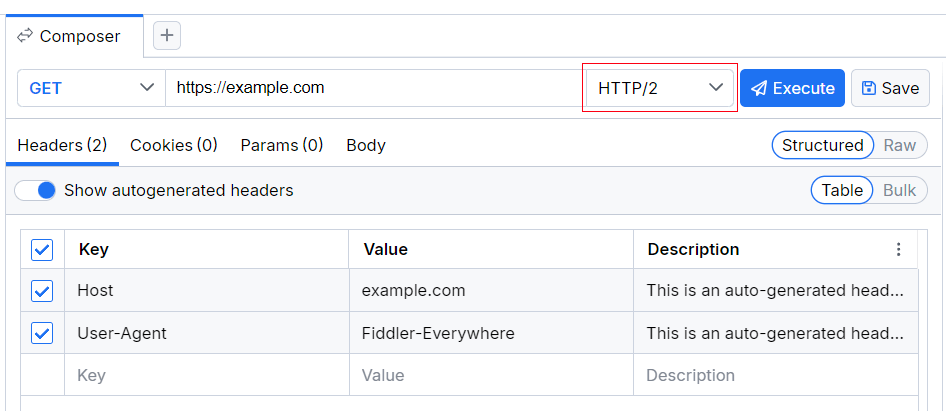 Composer +
GET https://example.com HTTP/2 Execute Save
Headers (2) Cookies (0) Params (0) Body Structured Raw
Show autogenerated headers Table Bulk
Key Value Description
Host example.com This is an auto-generated head...
User-Agent Fiddler-Everywhere This is an auto-generated head...
Key Value Description